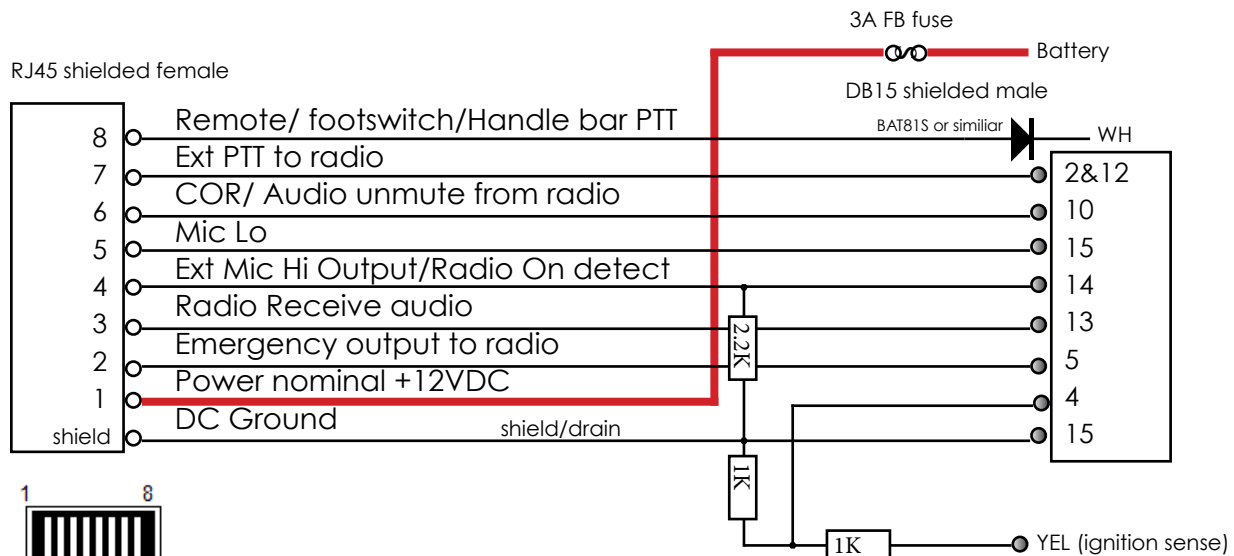 3A FB fuse
Battery
RJ45 shielded female
DB15 shielded male
8 Remote/ footswitch/Handle bar PTT BAT81S or similiar WH
7 Ext PTT to radio 2&12
6 COR/ Audio unmute from radio 10
5 Mic Lo 15
4 Ext Mic Hi Output/Radio On detect 14
3 Radio Receive audio 13
2.2K
2 Emergency output to radio 5
1 Power nominal +12VDC 4
shield DC Ground shield/drain 15
1K
1 8
1K YEL (ignition sense)